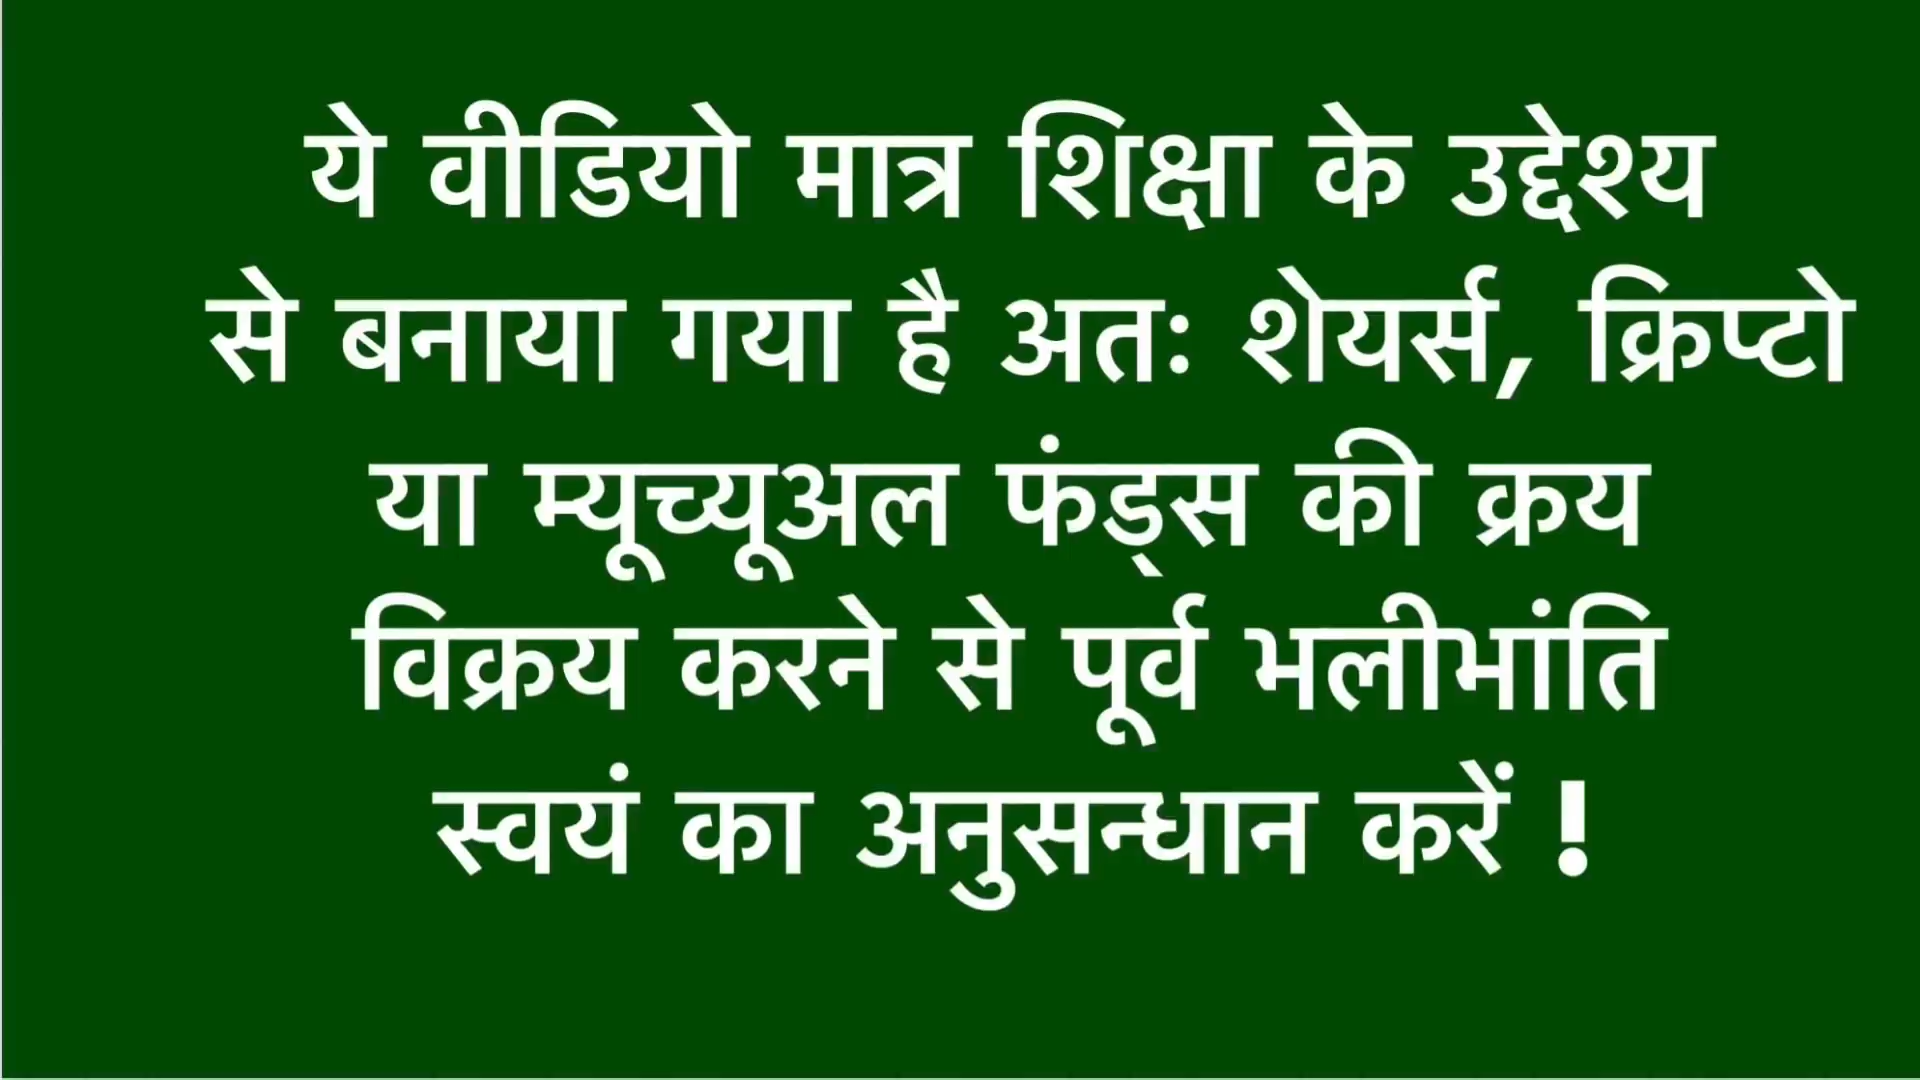 ये वीडियो मात्र शिक्षा के उद्देश्य
से बनाया गया है अतः शेयर्स, क्रिप्टो
या म्यूच्यूअल फंड्स की क्रय
विक्रय करने से पूर्व भलीभांति
स्वयं का अनुसन्धान करें !